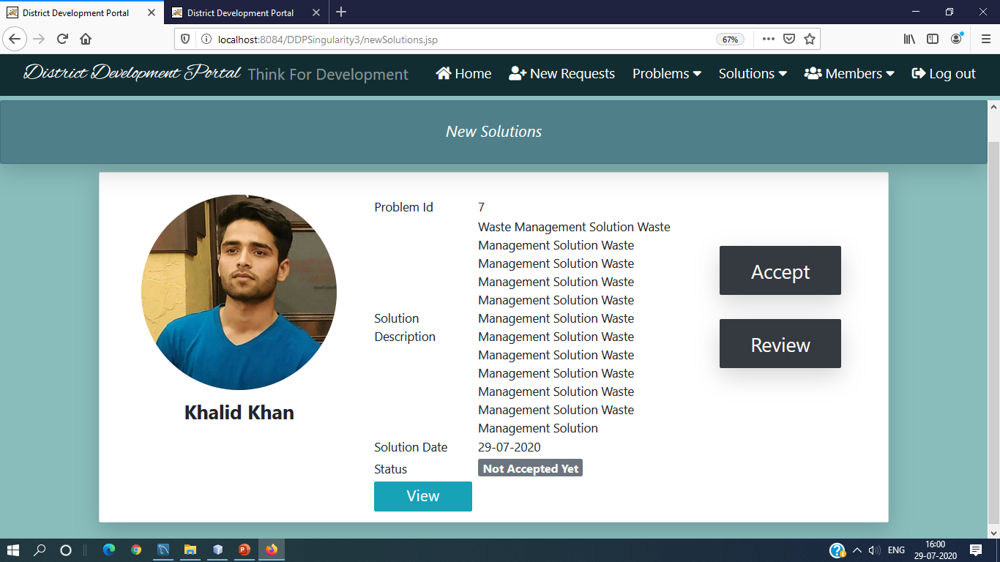 District Development Portal
District Development Portal
localhost:8084/DDPSingularity3/newSolutions.jsp
67%
District Development Portal Think For Development Home New Requests Problems Solutions Members Log out
New Solutions
Khalid Khan
Problem Id 7
Waste Management Solution Waste
Management Solution Waste
Management Solution Waste
Management Solution Waste
Management Solution Waste
Solution Management Solution Waste
Description Management Solution Waste
Management Solution Waste
Management Solution Waste
Management Solution Waste
Management Solution Waste
Management Solution
Solution Date 29-07-2020
Status Not Accepted Yet
View
Accept
Review
ENG
16:00
29-07-2020